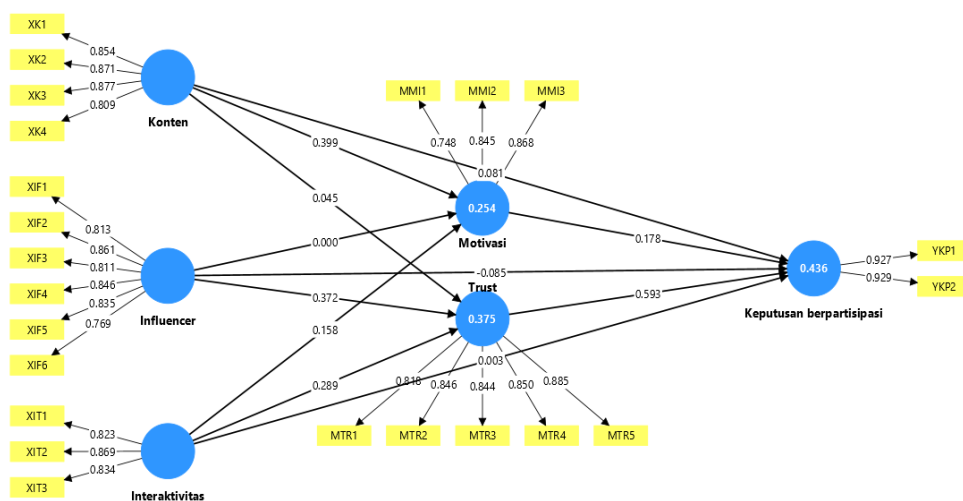 XK1
XK2
XK3
XK4
0.854
0.871
0.877
0.809
Konten
MMI1
MMI2
MMI3
0.748
0.845
0.868
0.399
0.081
0.045
XIF1
XIF2
XIF3
XIF4
XIF5
XIF6
0.813
0.861
0.811
0.846
0.835
0.769
Influencer
0.254
Motivasi
0.000
0.178
-0.085
Trust
0.372
0.375
0.593
0.436
Keputusan berpartisipasi
0.927
0.929
YKP1
YKP2
0.158
0.289
0.003
0.818
0.846
0.844
0.850
0.885
MTR1
MTR2
MTR3
MTR4
MTR5
XIT1
XIT2
XIT3
0.823
0.869
0.834
Interaktivitas